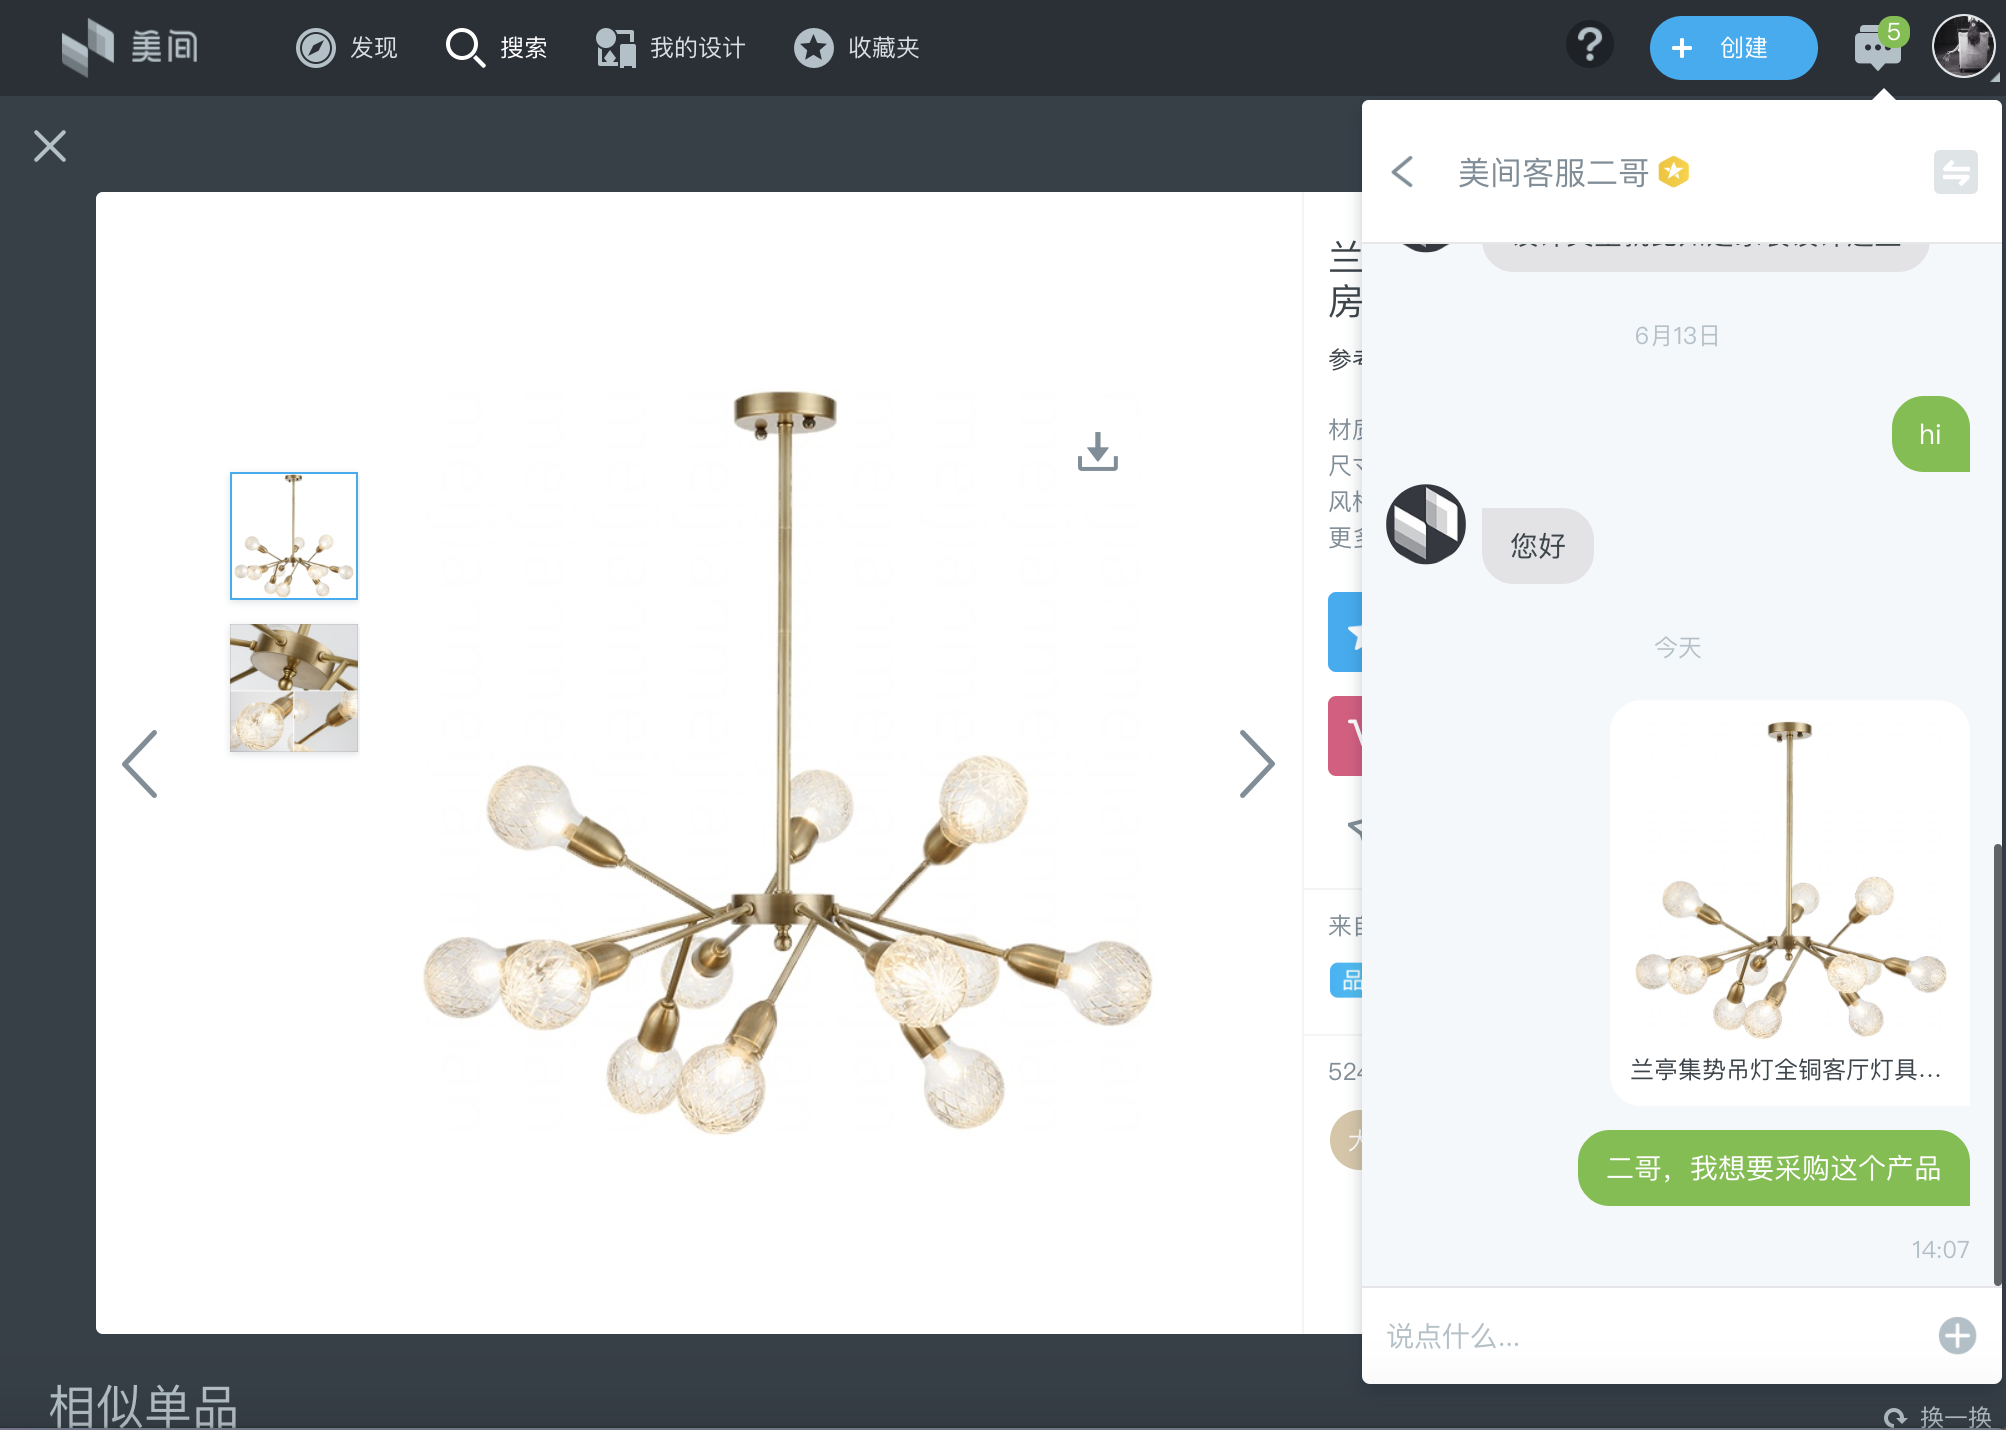 美间
发现
搜索
我的设计
收藏夹
?
+ 创建
5
美间客服二哥
兰
房
参
材
尺
风
更
来
品
524
6月13日
hi
您好
今天
兰亭集势吊灯全铜客厅灯具...
二哥，我想要采购这个产品
14:07
说点什么...
相似单品
换一换